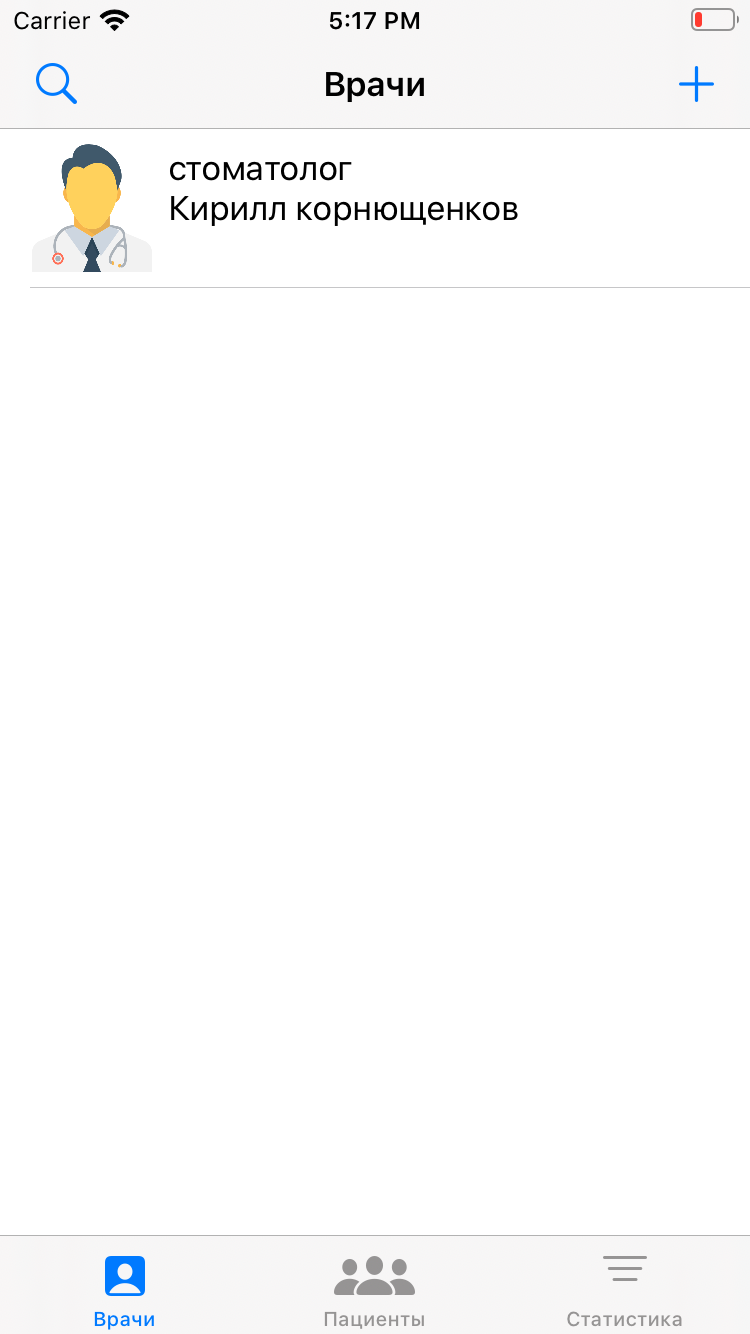 Carrier
5:17 PM
Врачи
стоматолог
Кирилл корнющенков
Врачи
Пациенты
Статистика